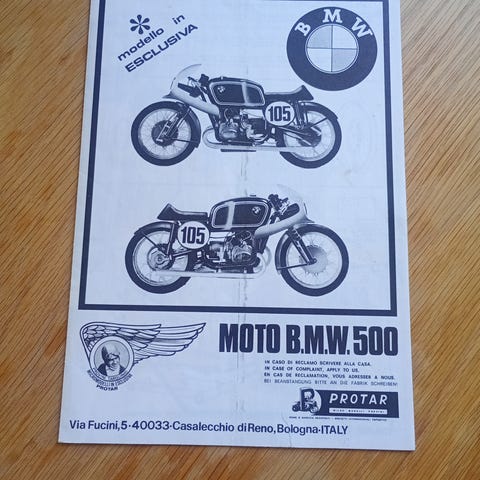 * modello in
ESCLUSIVA
BMW
105
105
MOTO B.M.W. 500
IN CASO DI RECLAMO SCRIVERE ALLA CASA.
IN CASE OF COMPLAINT, APPLY TO US.
EN CAS DE RECLAMATION, VOUS ADRESSER A NOUS.
BEI BEANSTANDUNG BITTE AN DIE FABRIK SCHREIBEN!
PROTAR
PROTAR
Via Fucini,5·40033·Casalecchio di Reno, Bologna·ITALY